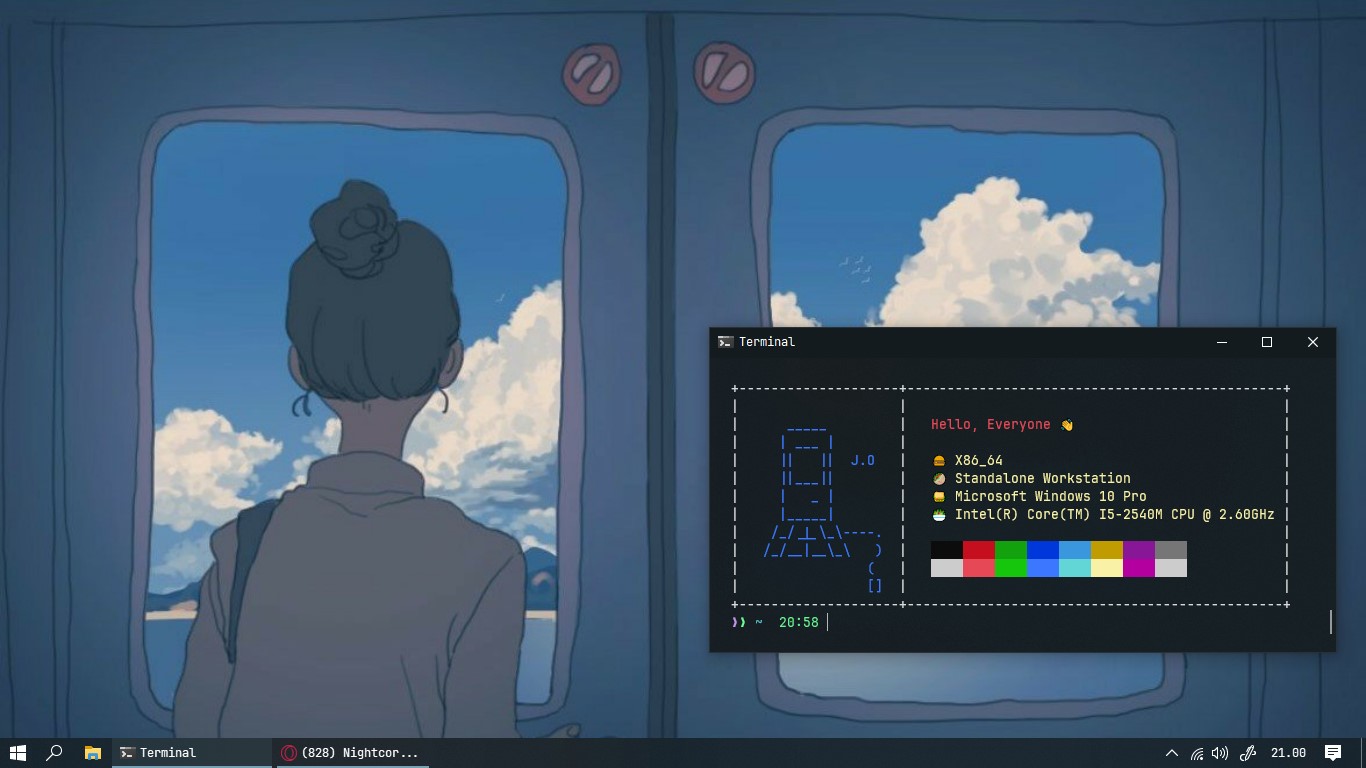 Terminal
J.O
Hello, Everyone 👋
X86_64
Standalone Workstation
Microsoft Windows 10 Pro
Intel(R) Core(TM) I5-2540M CPU @ 2.60GHz
~ 20:58
Terminal
(828) Nightcor...
21.00